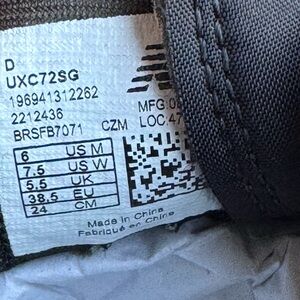 D
UXC72SG
196941312262
2212436
BRSFB7071 CZM
MFG
LOC 47
6 US M
7.5 US W
5.5 UK
38.5 EU
24 CM
Made in China
Fabriqué en Chine